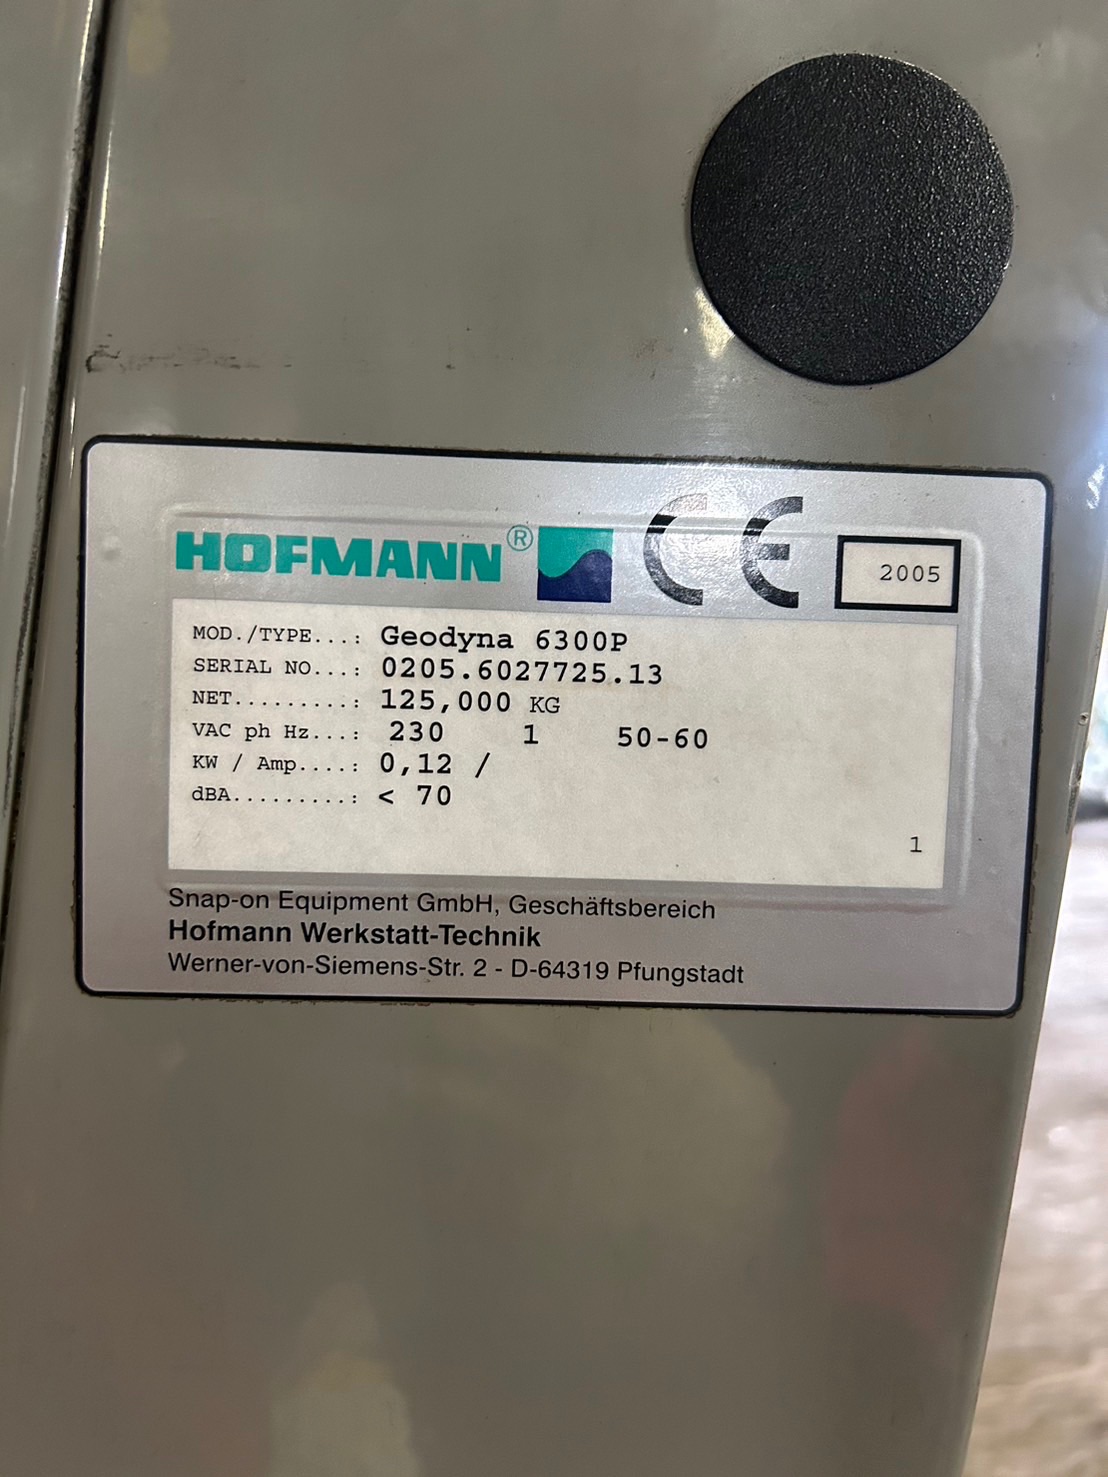 HOFMANN® CE 2005
MOD./TYPE...: Geodyna 6300P
SERIAL NO...: 0205.6027725.13
NET.........: 125,000 KG
VAC ph Hz...: 230 1 50-60
KW / Amp....: 0,12 /
dBA.........: < 70
1
Snap-on Equipment GmbH, Geschäftsbereich
Hofmann Werkstatt-Technik
Werner-von-Siemens-Str. 2 - D-64319 Pfungstadt